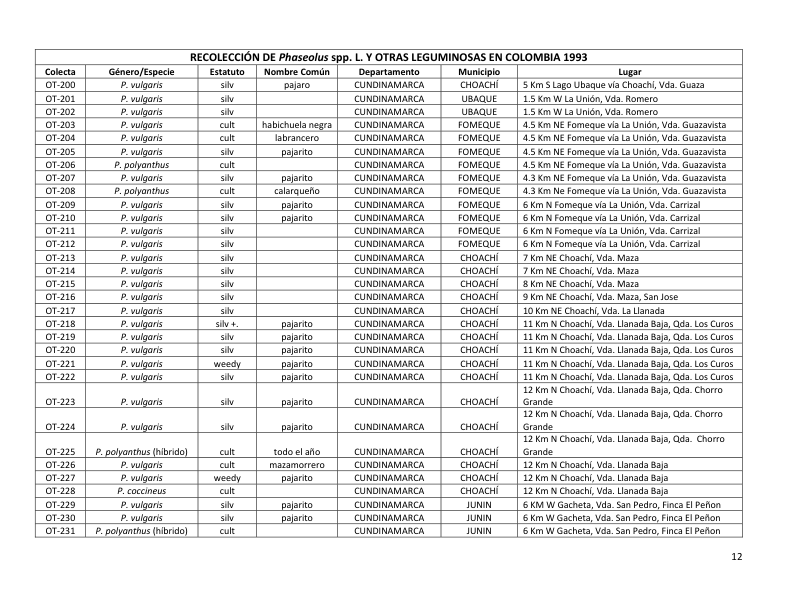 RECOLECCIÓN DE Phaseolus spp. L. Y OTRAS LEGUMINOSAS EN COLOMBIA 1993
Colecta Género/Especie Estatuto Nombre Común Departamento Municipio Lugar
OT-200 P. vulgaris silv pajaro CUNDINAMARCA CHOACHÍ 5 Km S Lago Ubaque vía Choachí, Vda. Guaza
OT-201 P. vulgaris silv CUNDINAMARCA UBAQUE 1.5 Km W La Unión, Vda. Romero
OT-202 P. vulgaris silv CUNDINAMARCA UBAQUE 1.5 Km W La Unión, Vda. Romero
OT-203 P. vulgaris cult habichuela negra CUNDINAMARCA FOMEQUE 4.5 Km NE Fomeque vía La Unión, Vda. Guazavista
OT-204 P. vulgaris cult labrancero CUNDINAMARCA FOMEQUE 4.5 Km NE Fomeque vía La Unión, Vda. Guazavista
OT-205 P. vulgaris silv pajarito CUNDINAMARCA FOMEQUE 4.5 Km NE Fomeque vía La Unión, Vda. Guazavista
OT-206 P. polyanthus cult CUNDINAMARCA FOMEQUE 4.5 Km NE Fomeque vía La Unión, Vda. Guazavista
OT-207 P. vulgaris silv pajarito CUNDINAMARCA FOMEQUE 4.3 Km NE Fomeque vía La Unión, Vda. Guazavista
OT-208 P. polyanthus cult calarqueño CUNDINAMARCA FOMEQUE 4.3 Km Ne Fomeque vía La Unión, Vda. Guazavista
OT-209 P. vulgaris silv pajarito CUNDINAMARCA FOMEQUE 6 Km N Fomeque vía La Unión, Vda. Carrizal
OT-210 P. vulgaris silv pajarito CUNDINAMARCA FOMEQUE 6 Km N Fomeque vía La Unión, Vda. Carrizal
OT-211 P. vulgaris silv CUNDINAMARCA FOMEQUE 6 Km N Fomeque vía La Unión, Vda. Carrizal
OT-212 P. vulgaris silv CUNDINAMARCA FOMEQUE 6 Km N Fomeque vía La Unión, Vda. Carrizal
OT-213 P. vulgaris silv CUNDINAMARCA CHOACHÍ 7 Km NE Choachí, Vda. Maza
OT-214 P. vulgaris silv CUNDINAMARCA CHOACHÍ 7 Km NE Choachí, Vda. Maza
OT-215 P. vulgaris silv CUNDINAMARCA CHOACHÍ 8 Km NE Choachí, Vda. Maza
OT-216 P. vulgaris silv CUNDINAMARCA CHOACHÍ 9 Km NE Choachí, Vda. Maza, San Jose
OT-217 P. vulgaris silv CUNDINAMARCA CHOACHÍ 10 Km NE Choachí, Vda. La Llanada
OT-218 P. vulgaris silv +. pajarito CUNDINAMARCA CHOACHÍ 11 Km N Choachí, Vda. Llanada Baja, Qda. Los Curos
OT-219 P. vulgaris silv pajarito CUNDINAMARCA CHOACHÍ 11 Km N Choachí, Vda. Llanada Baja, Qda. Los Curos
OT-220 P. vulgaris silv pajarito CUNDINAMARCA CHOACHÍ 11 Km N Choachí, Vda. Llanada Baja, Qda. Los Curos
OT-221 P. vulgaris weedy pajarito CUNDINAMARCA CHOACHÍ 11 Km N Choachí, Vda. Llanada Baja, Qda. Los Curos
OT-222 P. vulgaris silv pajarito CUNDINAMARCA CHOACHÍ 11 Km N Choachí, Vda. Llanada Baja, Qda. Los Curos
12 Km N Choachí, Vda. Llanada Baja, Qda. Chorro
OT-223 P. vulgaris silv pajarito CUNDINAMARCA CHOACHÍ Grande
12 Km N Choachí, Vda. Llanada Baja, Qda. Chorro
OT-224 P. vulgaris silv pajarito CUNDINAMARCA CHOACHÍ Grande
12 Km N Choachí, Vda. Llanada Baja, Qda. Chorro
OT-225 P. polyanthus (híbrido) cult todo el año CUNDINAMARCA CHOACHÍ Grande
OT-226 P. vulgaris cult mazamorrero CUNDINAMARCA CHOACHÍ 12 Km N Choachí, Vda. Llanada Baja
OT-227 P. vulgaris weedy pajarito CUNDINAMARCA CHOACHÍ 12 Km N Choachí, Vda. Llanada Baja
OT-228 P. coccineus cult CUNDINAMARCA CHOACHÍ 12 Km N Choachí, Vda. Llanada Baja
OT-229 P. vulgaris silv pajarito CUNDINAMARCA JUNIN 6 KM W Gacheta, Vda. San Pedro, Finca El Peñon
OT-230 P. vulgaris silv pajarito CUNDINAMARCA JUNIN 6 Km W Gacheta, Vda. San Pedro, Finca El Peñon
OT-231 P. polyanthus (híbrido) cult CUNDINAMARCA JUNIN 6 Km W Gacheta, Vda. San Pedro, Finca El Peñon
12